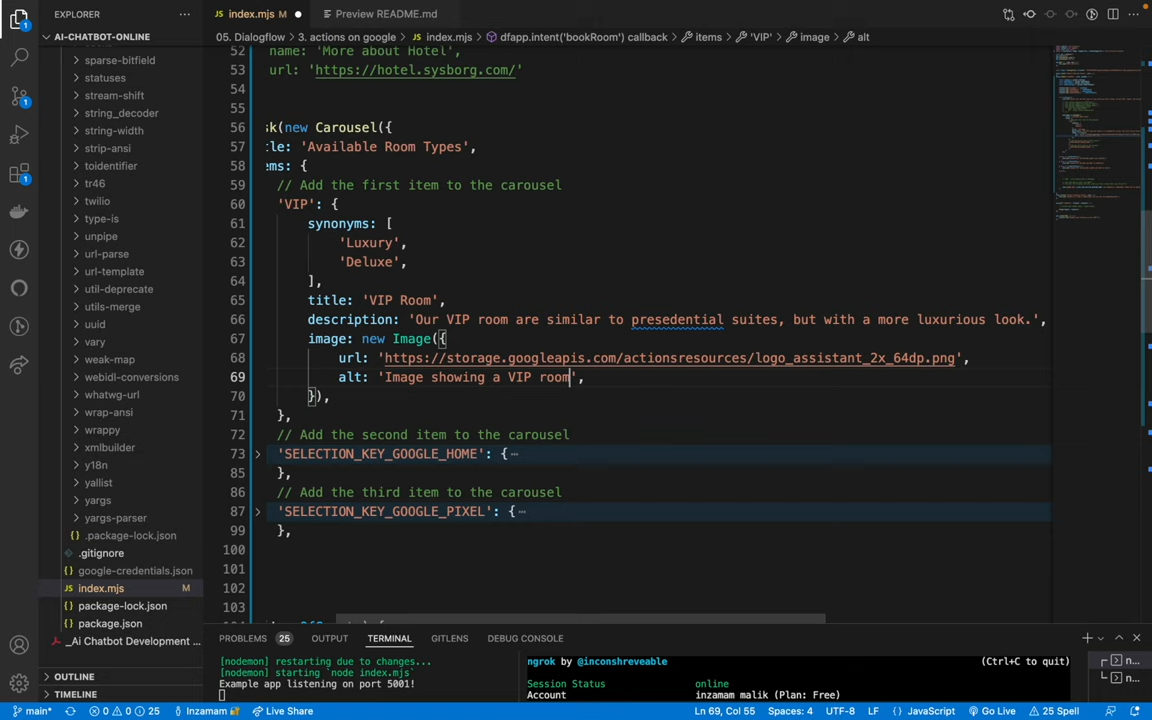 EXPLORER
index.mjs M
Preview README.md
AI-CHATBOT-ONLINE
05. Dialogflow > 3. actions on google > index.mjs > dfapp.intent('bookRoom') callback > items > 'VIP' > image > alt
sparse-bitfield
statuses
stream-shift
string_decoder
string-width
strip-ansi
toidentifier
tr46
twilio
type-is
unpipe
url-parse
url-template
utils-merge
uuid
vary
weak-map
webidl-conversions
whatwg-url
wrap-ansi
wrappy
xmlbuilder
y18n
yallist
yargs
yargs-parser
.package-lock.json
.gitignore
google-credentials.json
index.mjs M
package-lock.json
package.json
_Ai Chatbot Development ...
OUTLINE
TIMELINE
52 name: 'More about Hotel',
53 url: 'https://hotel.sysborg.com/'
54
55
56 sk(new Carousel({
57 tle: 'Available Room Types',
58 ems: {
59 // Add the first item to the carousel
60 'VIP': {
61 synonyms: [
62 'Luxury',
63 'Deluxe',
64 ],
65 title: 'VIP Room',
66 description: 'Our VIP room are similar to presedential suites, but with a more luxurious look.',
67 image: new Image({
68 url: 'https://storage.googleapis.com/actionsresources/logo_assistant_2x_64dp.png',
69 alt: 'Image showing a VIP room',
70 }),
71 },
72 // Add the second item to the carousel
73 'SELECTION_KEY_GOOGLE_HOME': { ⋯
85 },
86 // Add the third item to the carousel
87 'SELECTION_KEY_GOOGLE_PIXEL': { ⋯
99 },
100
101
102
103
PROBLEMS 25 OUTPUT TERMINAL GITLENS DEBUG CONSOLE
[nodemon] restarting due to changes...
[nodemon] starting `node index.mjs`
Example app listening on port 5001!
ngrok by @inconshreveable (Ctrl+C to quit)
Session Status online
Account inzamam malik (Plan: Free)
n...
n...
main* 0 0 25 Inzamam Live Share Ln 69, Col 55 Spaces: 4 UTF-8 LF {} JavaScript Go Live 25 Spell